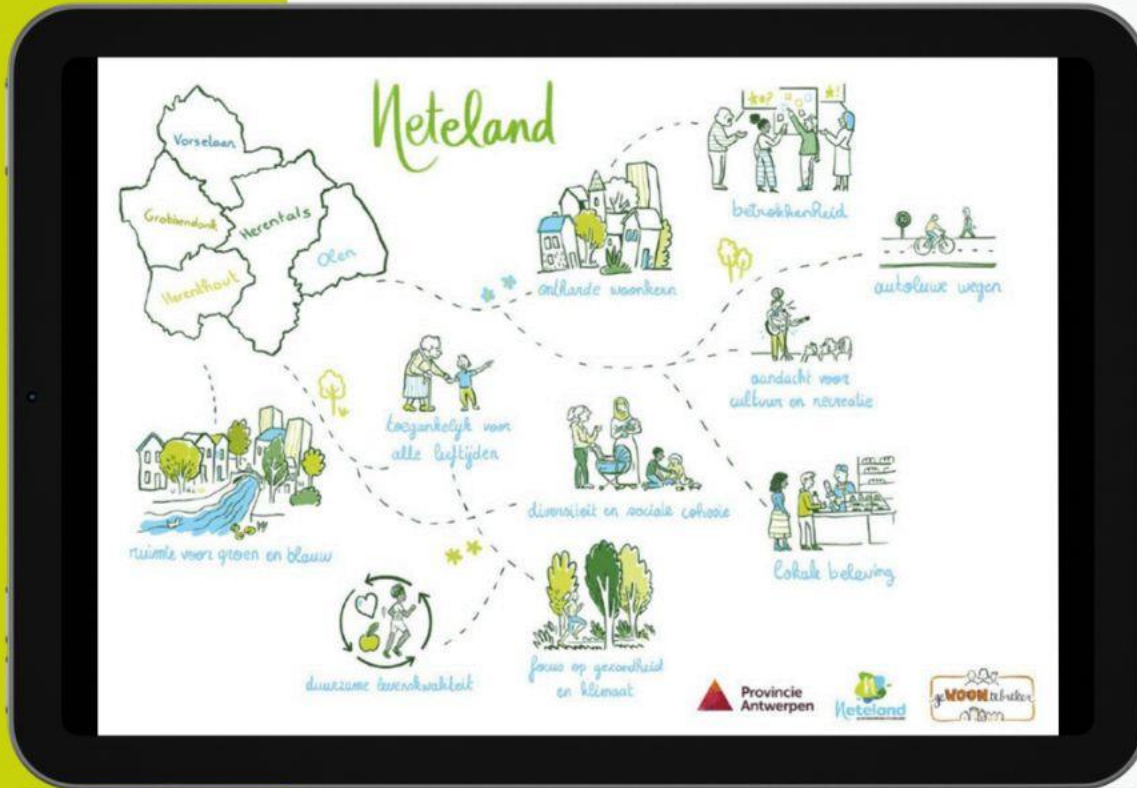 Neteland
Vorselaar
Grobbendonk
Herentals
Olen
Herenthout
betrokkenheid
ontharde woonkern
autoluwe wegen
aandacht voor
cultuur en recreatie
toegankelijk voor
alle leeftijden
diversiteit en sociale cohesie
ruimte voor groen en blauw
lokale beleving
duurzame levenskwaliteit
focus op gezondheid
en klimaat
Provincie
Antwerpen
Neteland
geWOONtebreker